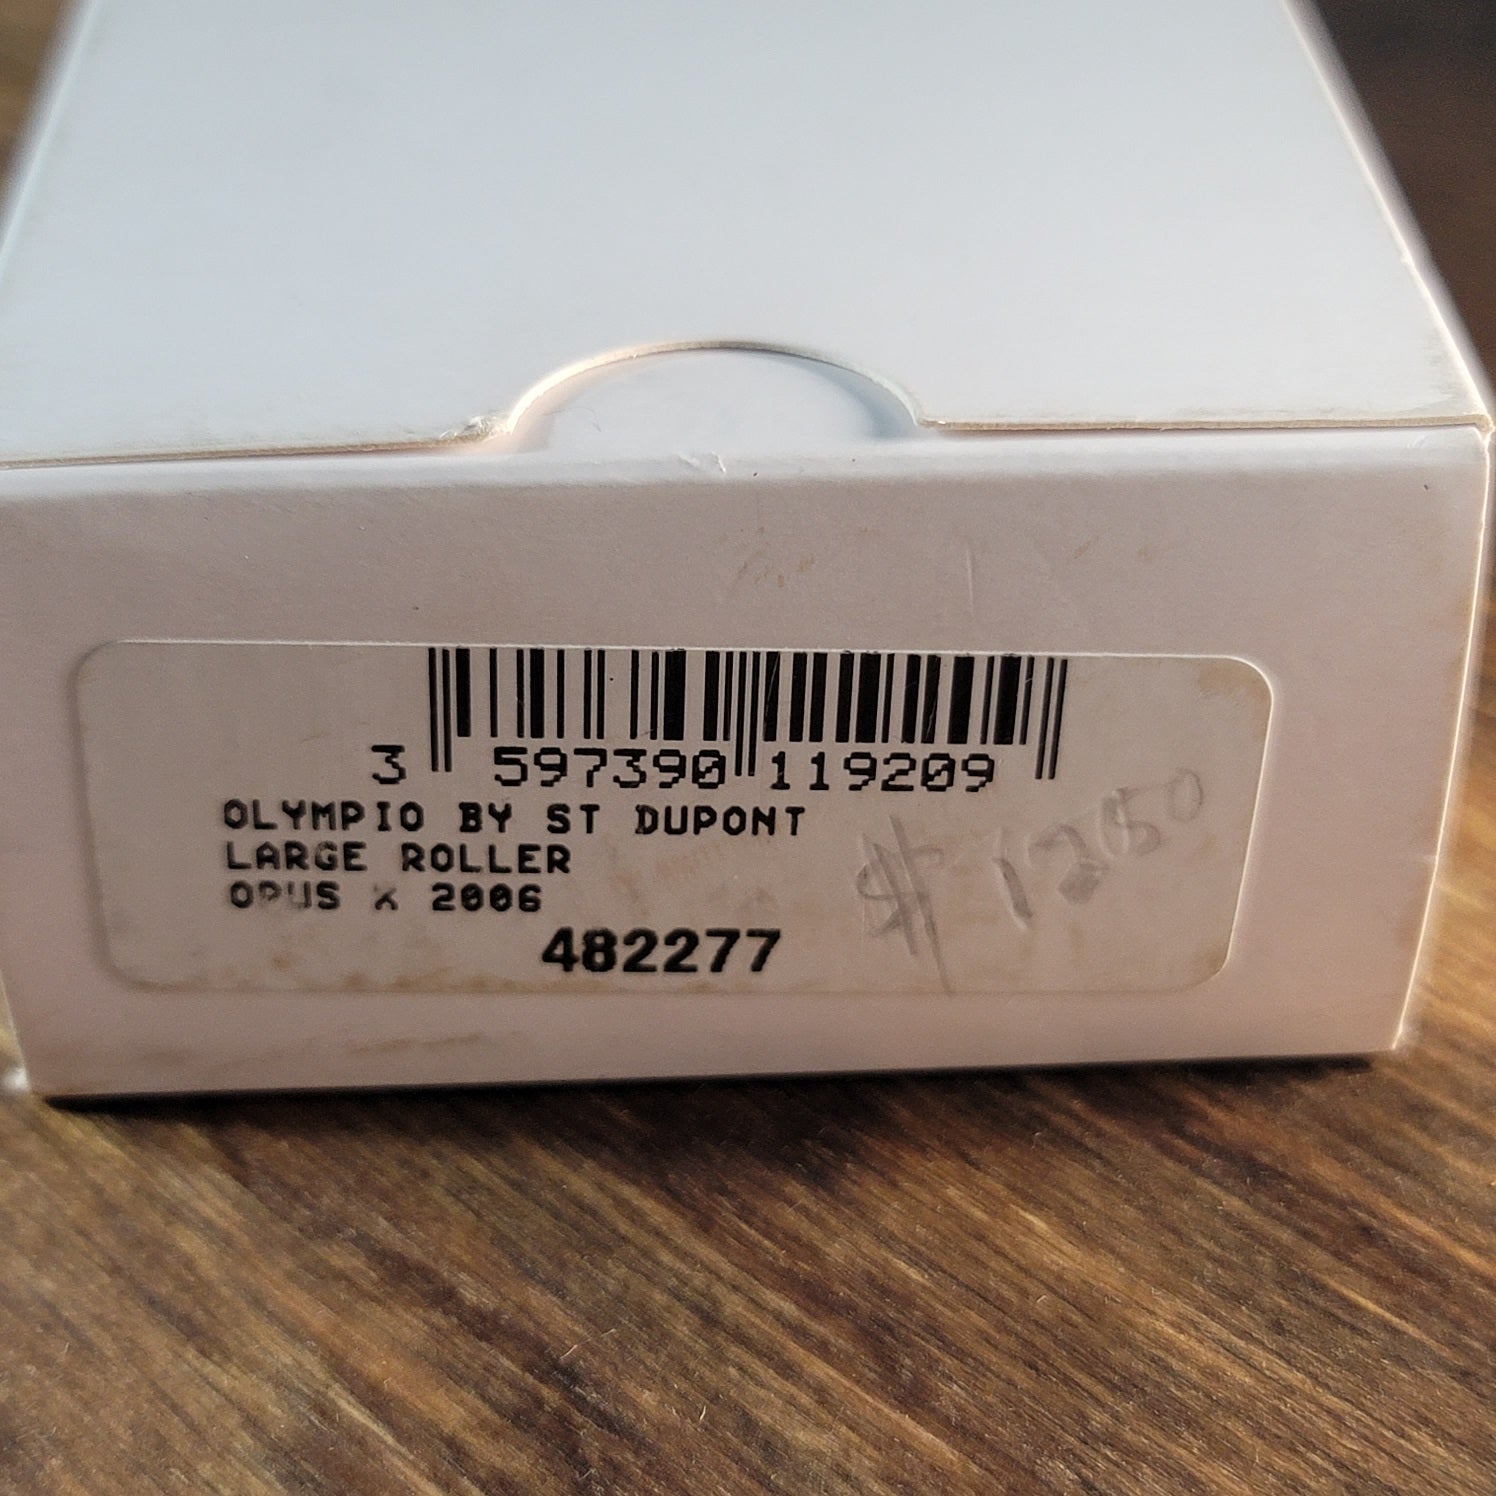 3 597390 119209
OLYMPIO BY ST DUPONT
LARGE ROLLER
OPUS X 2006
482277
$ 1250